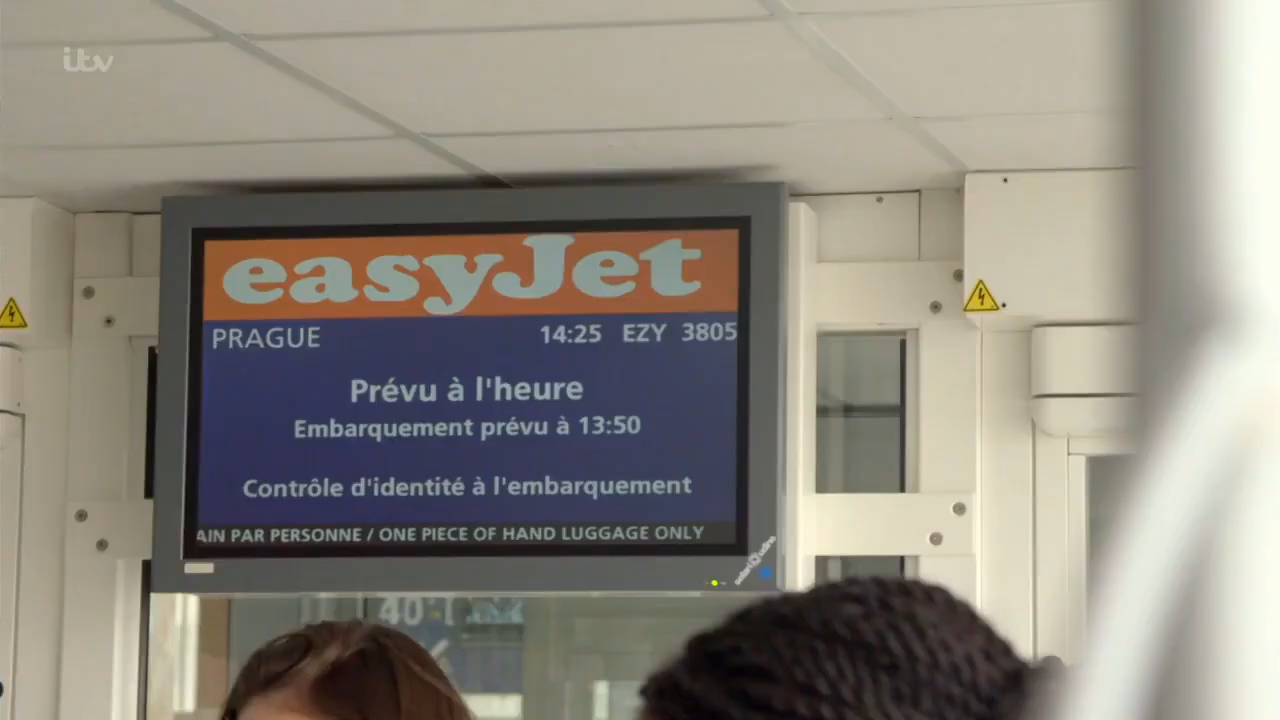 itv
easyJet
PRAGUE 14:25 EZY 3805
Prévu à l'heure
Embarquement prévu à 13:50
Contrôle d'identité à l'embarquement
AIN PAR PERSONNE / ONE PIECE OF HAND LUGGAGE ONLY